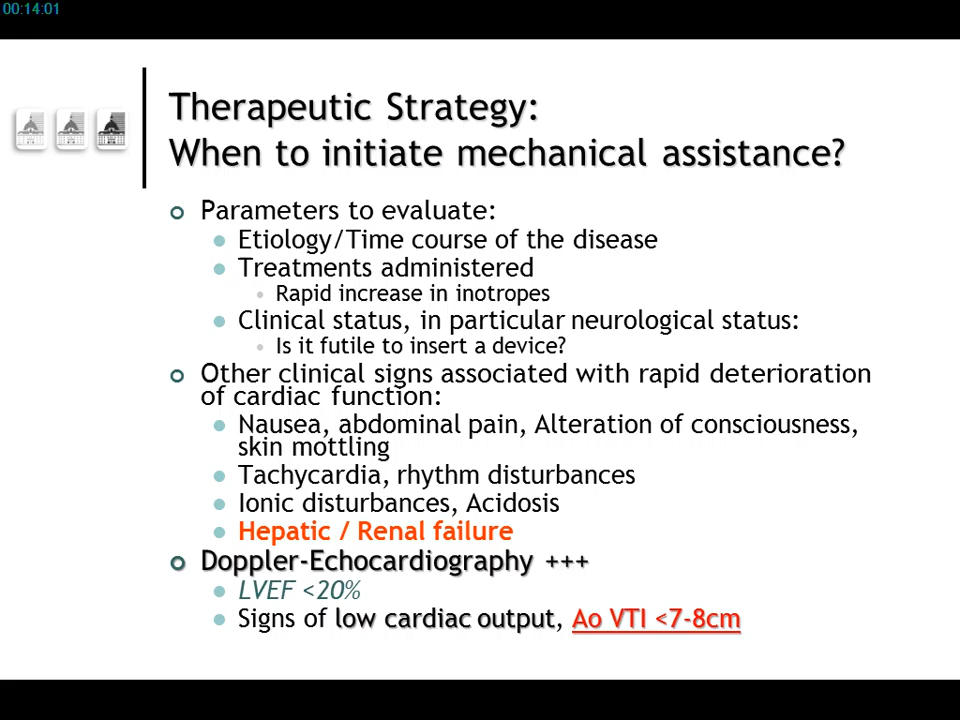 00:14:01
Therapeutic Strategy:
When to initiate mechanical assistance?
Parameters to evaluate:
Etiology/Time course of the disease
Treatments administered
Rapid increase in inotropes
Clinical status, in particular neurological status:
Is it futile to insert a device?
Other clinical signs associated with rapid deterioration
of cardiac function:
Nausea, abdominal pain, Alteration of consciousness,
skin mottling
Tachycardia, rhythm disturbances
Ionic disturbances, Acidosis
Hepatic / Renal failure
Doppler-Echocardiography +++
LVEF <20%
Signs of low cardiac output, Ao VTI <7-8cm